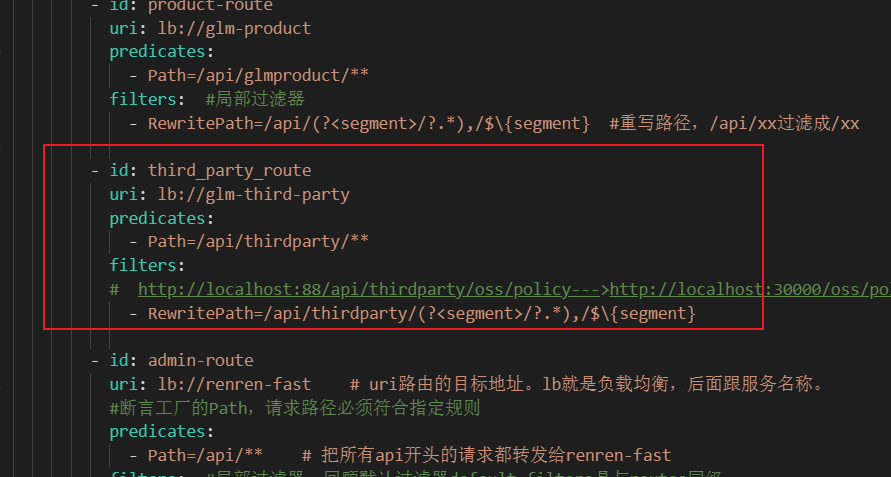 - id: product-route
uri: lb://glm-product
predicates:
- Path=/api/glmproduct/**
filters:  #局部过滤器
- RewritePath=/api/(?<segment>/?.*),/$\{segment}  #重写路径，/api/xx过滤成/xx
- id: third_party_route
uri: lb://glm-third-party
predicates:
- Path=/api/thirdparty/**
filters:
#  http://localhost:88/api/thirdparty/oss/policy--->http://localhost:30000/oss/po
- RewritePath=/api/thirdparty/(?<segment>/?.*),/$\{segment}
- id: admin-route
uri: lb://renren-fast    # uri路由的目标地址。lb就是负载均衡，后面跟服务名称。
#断言工厂的Path，请求路径必须符合指定规则
predicates:
- Path=/api/**    # 把所有api开头的请求都转发给renren-fast
filters:  #局部过滤器